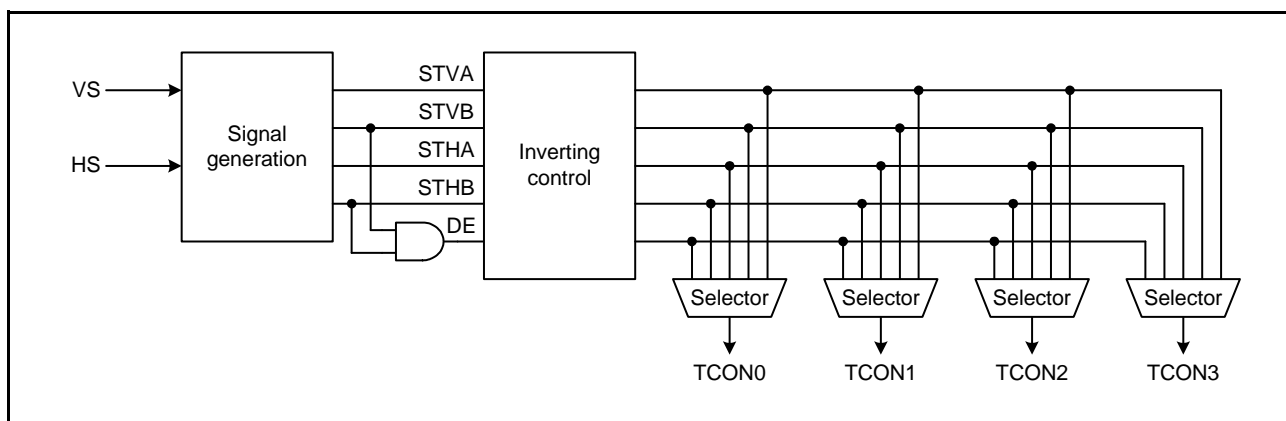 VS
HS
Signal
generation
STVA
STVB
STHA
STHB
DE
Inverting
control
Selector
Selector
Selector
Selector
TCON0
TCON1
TCON2
TCON3